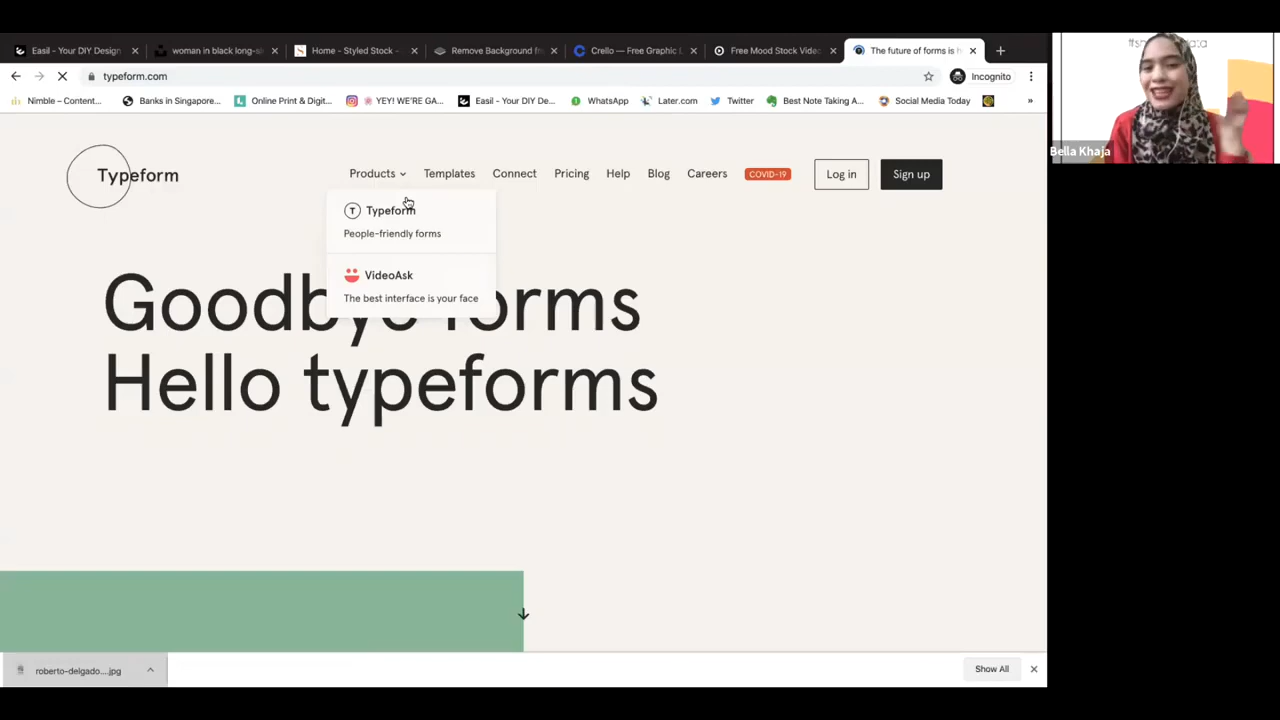 Easil - Your DIY Design
woman in black long-sl
Home - Styled Stock -
Remove Background fr
Crello — Free Graphic
Free Mood Stock Video
The future of forms is h
typeform.com
Incognito
Nimble – Content...
Banks in Singapore...
Online Print & Digit...
YEY! WE'RE GA...
Easil - Your DIY De...
WhatsApp
Later.com
Twitter
Best Note Taking A...
Social Media Today
»
Typeform
Products
Templates
Connect
Pricing
Help
Blog
Careers
COVID-19
Log in
Sign up
T Typeform
People-friendly forms
VideoAsk
The best interface is your face
Goodbye forms
Hello typeforms
roberto-delgado....jpg
Show All
Bella Khaja